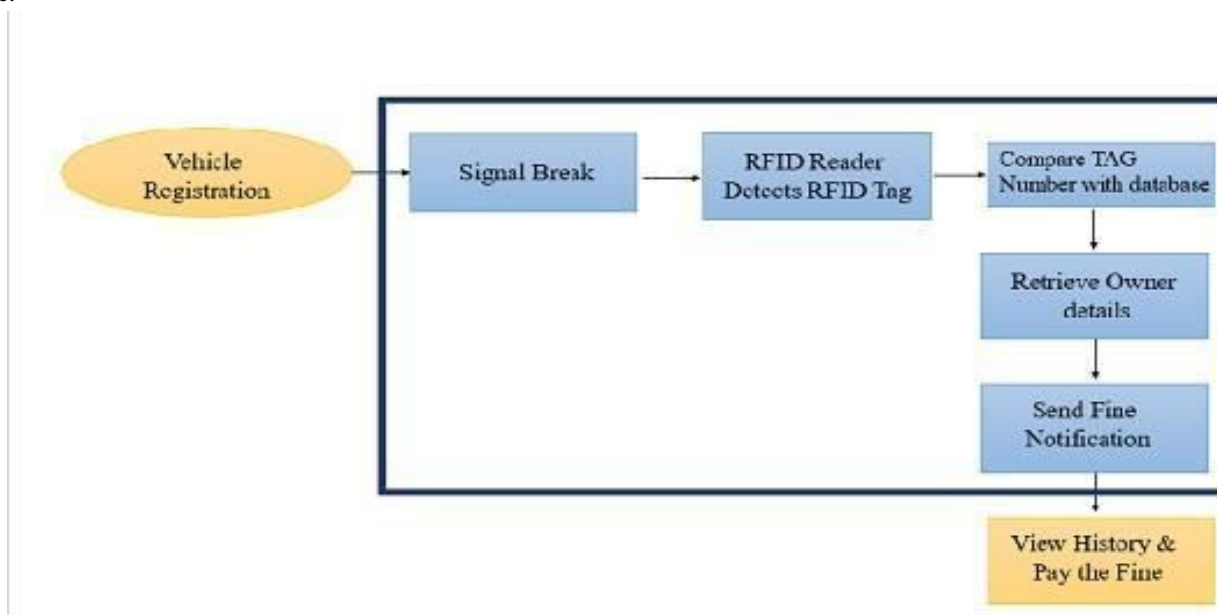 Vehicle
Registration
Signal Break
RFID Reader
Detects RFID Tag
Compare TAG
Number with database
Retrieve Owner
details
Send Fine
Notification
View History &
Pay the Fine